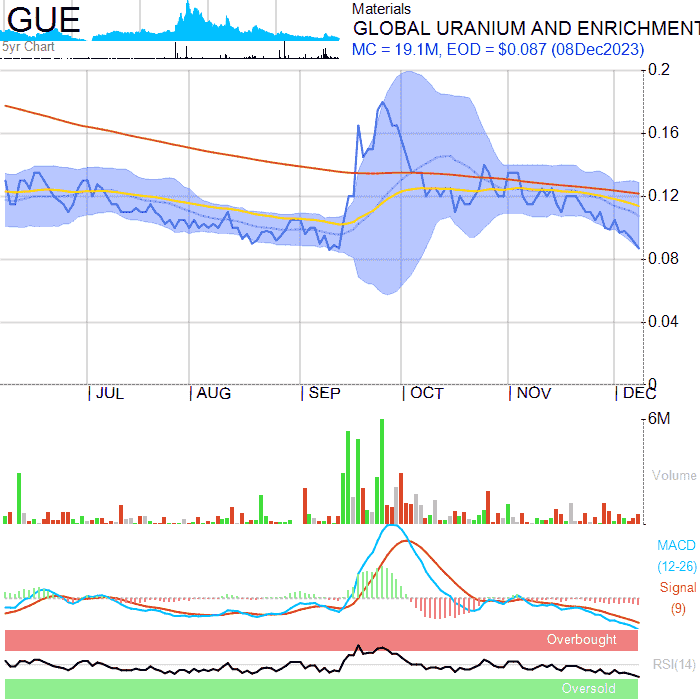 GUE
5yr Chart
Materials
GLOBAL URANIUM AND ENRICHMENT
MC = 19.1M, EOD = $0.087 (08Dec2023)
0.2
0.16
0.12
0.08
0.04
0
JUL AUG SEP OCT NOV DEC
6M
Volume
MACD
(12-26)
Signal
(9)
Overbought
RSI(14)
Oversold